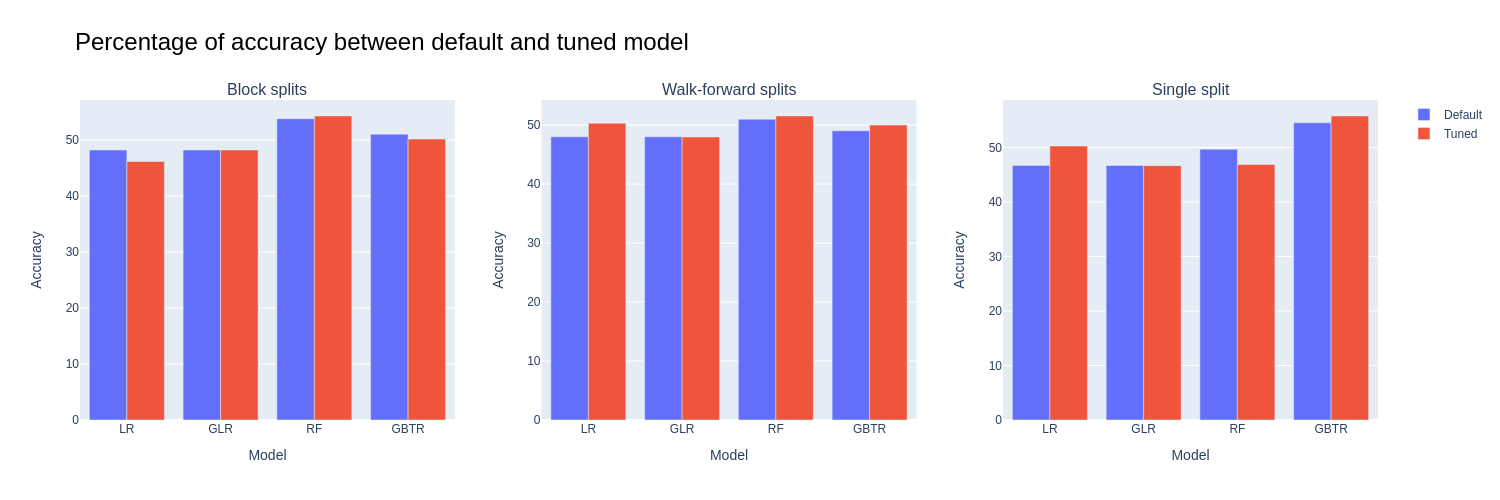 Percentage of accuracy between default and tuned model
Block splits
50
40
30
20
10
0
Accuracy
LR GLR RF GBTR
Model
Walk-forward splits
50
40
30
20
10
0
Accuracy
LR GLR RF GBTR
Model
Single split
50
40
30
20
10
0
Accuracy
LR GLR RF GBTR
Model
Default
Tuned